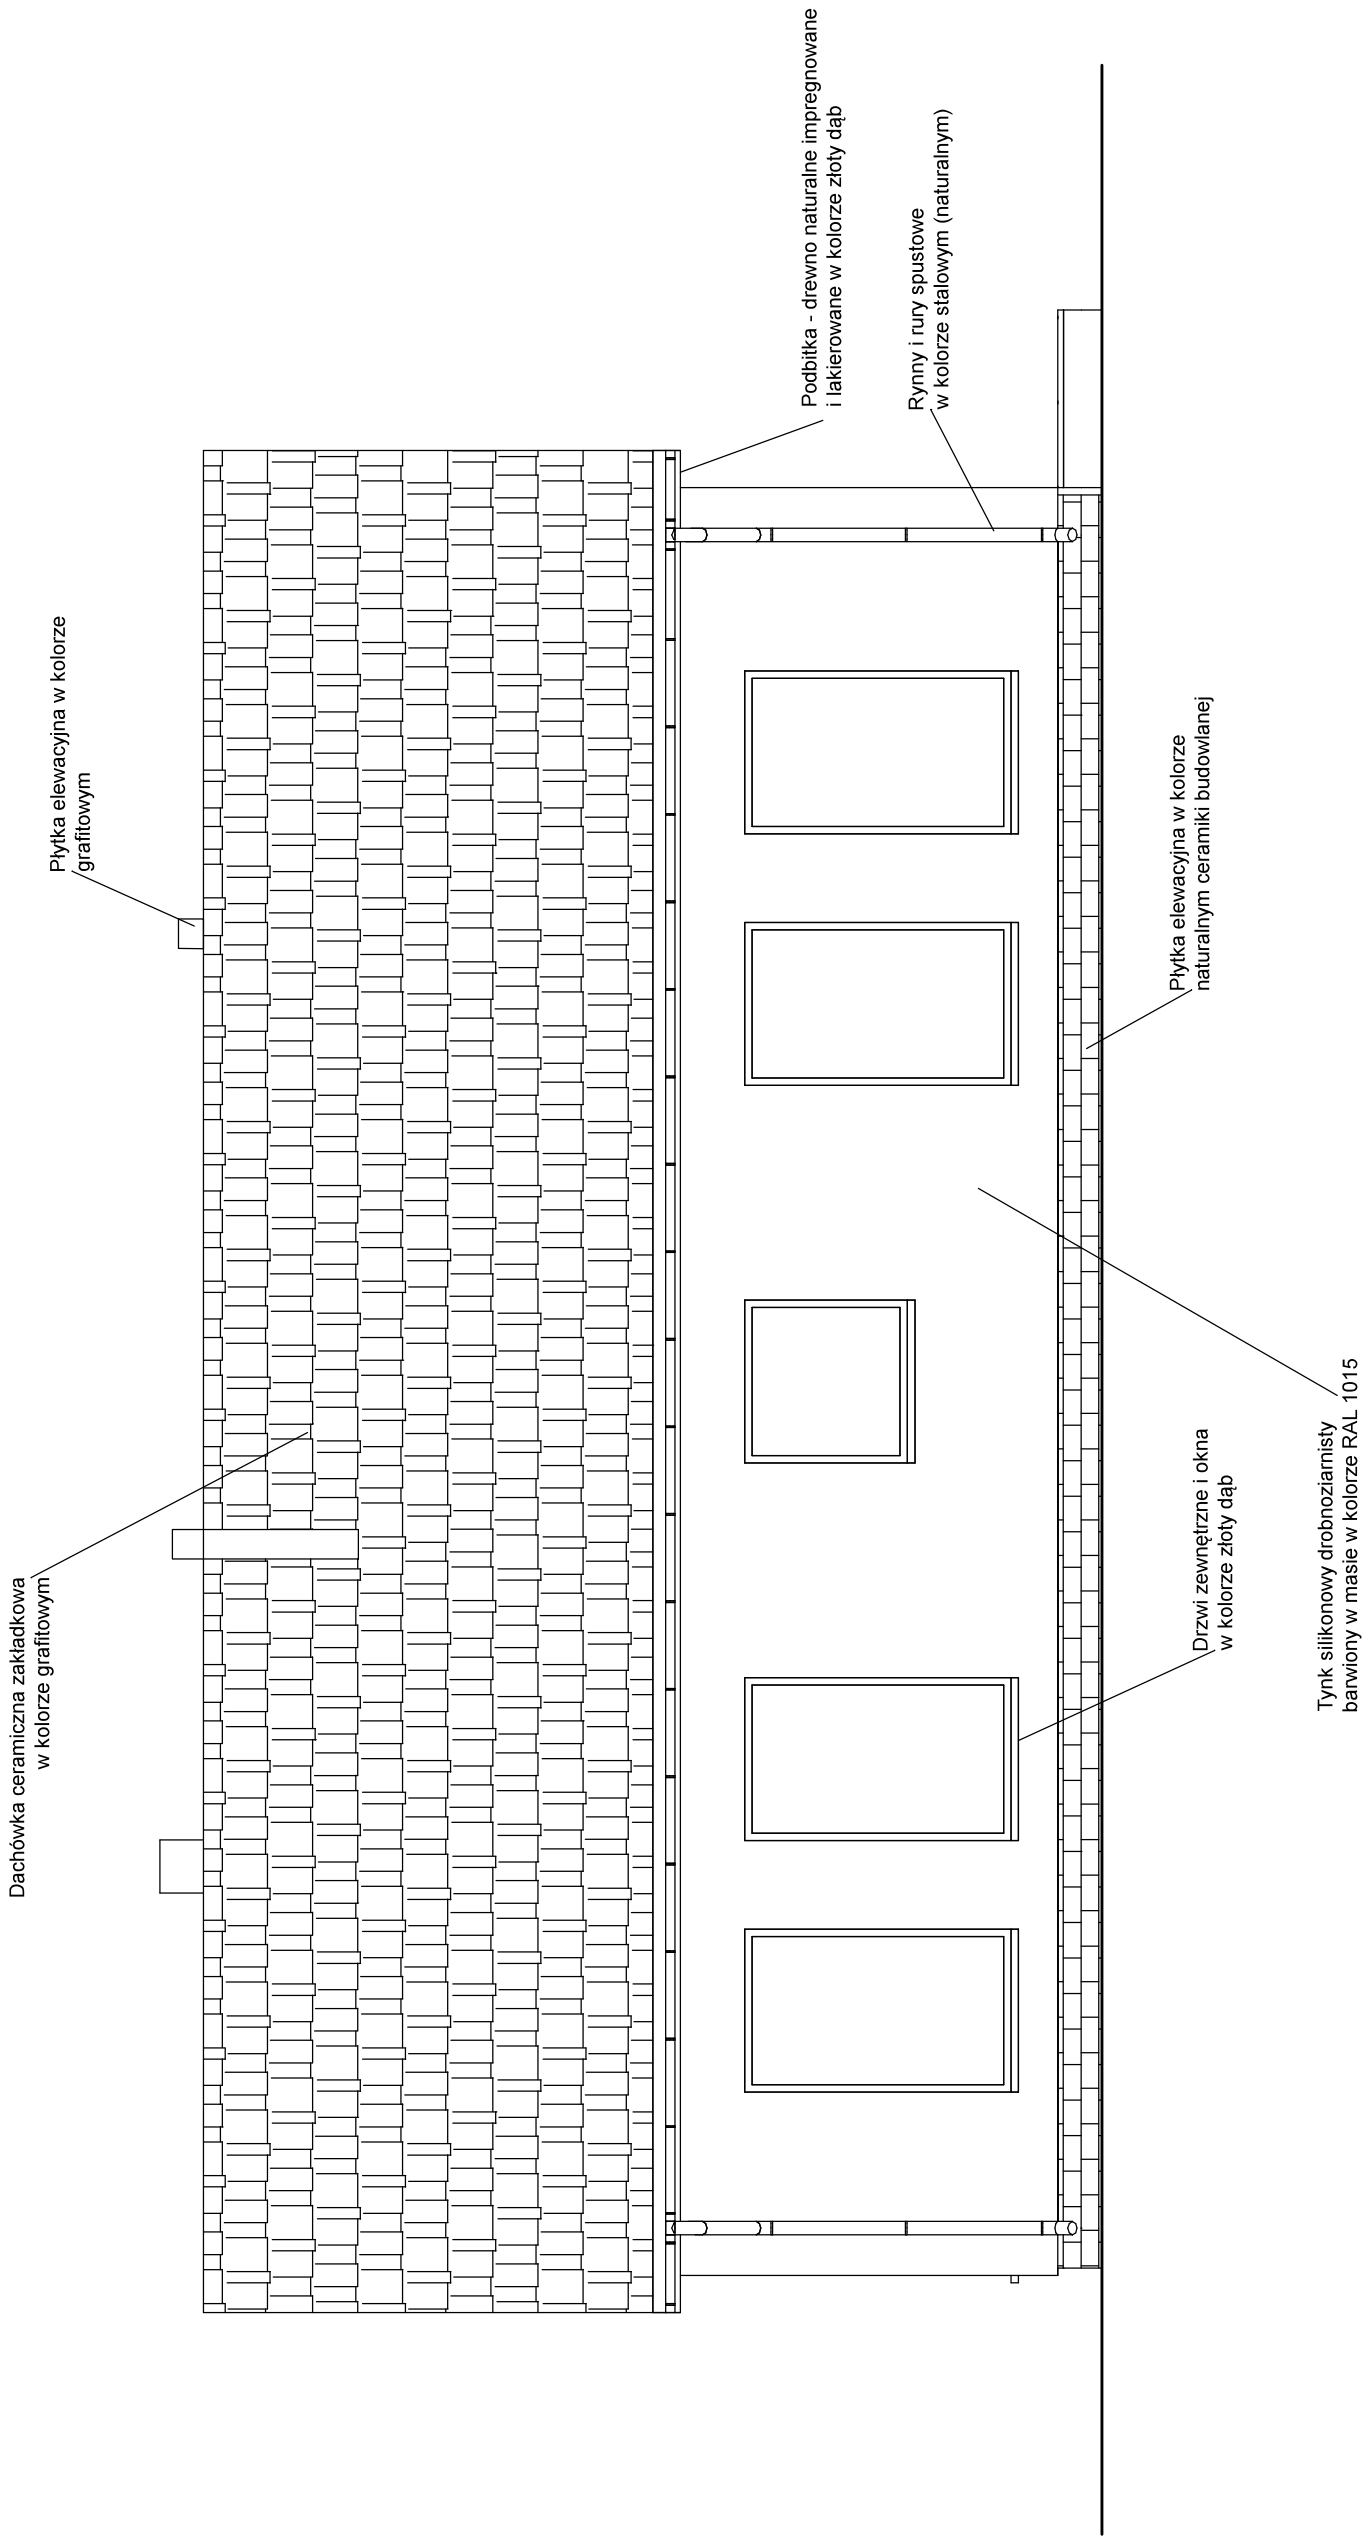 Dachówka ceramiczna zakładkowa
w kolorze grafitowym
Płytka elewacyjna w kolorze
grafitowym
Podbitka - drewno naturalne impregnowane
i lakierowane w kolorze złoty dąb
Rynny i rury spustowe
w kolorze stalowym (naturalnym)
Drzwi zewnętrzne i okna
w kolorze złoty dąb
Tynk silikonowy drobnoziarnisty
barwiony w masie w kolorze RAL 1015
Płytka elewacyjna w kolorze
naturalnym ceramiki budowlanej